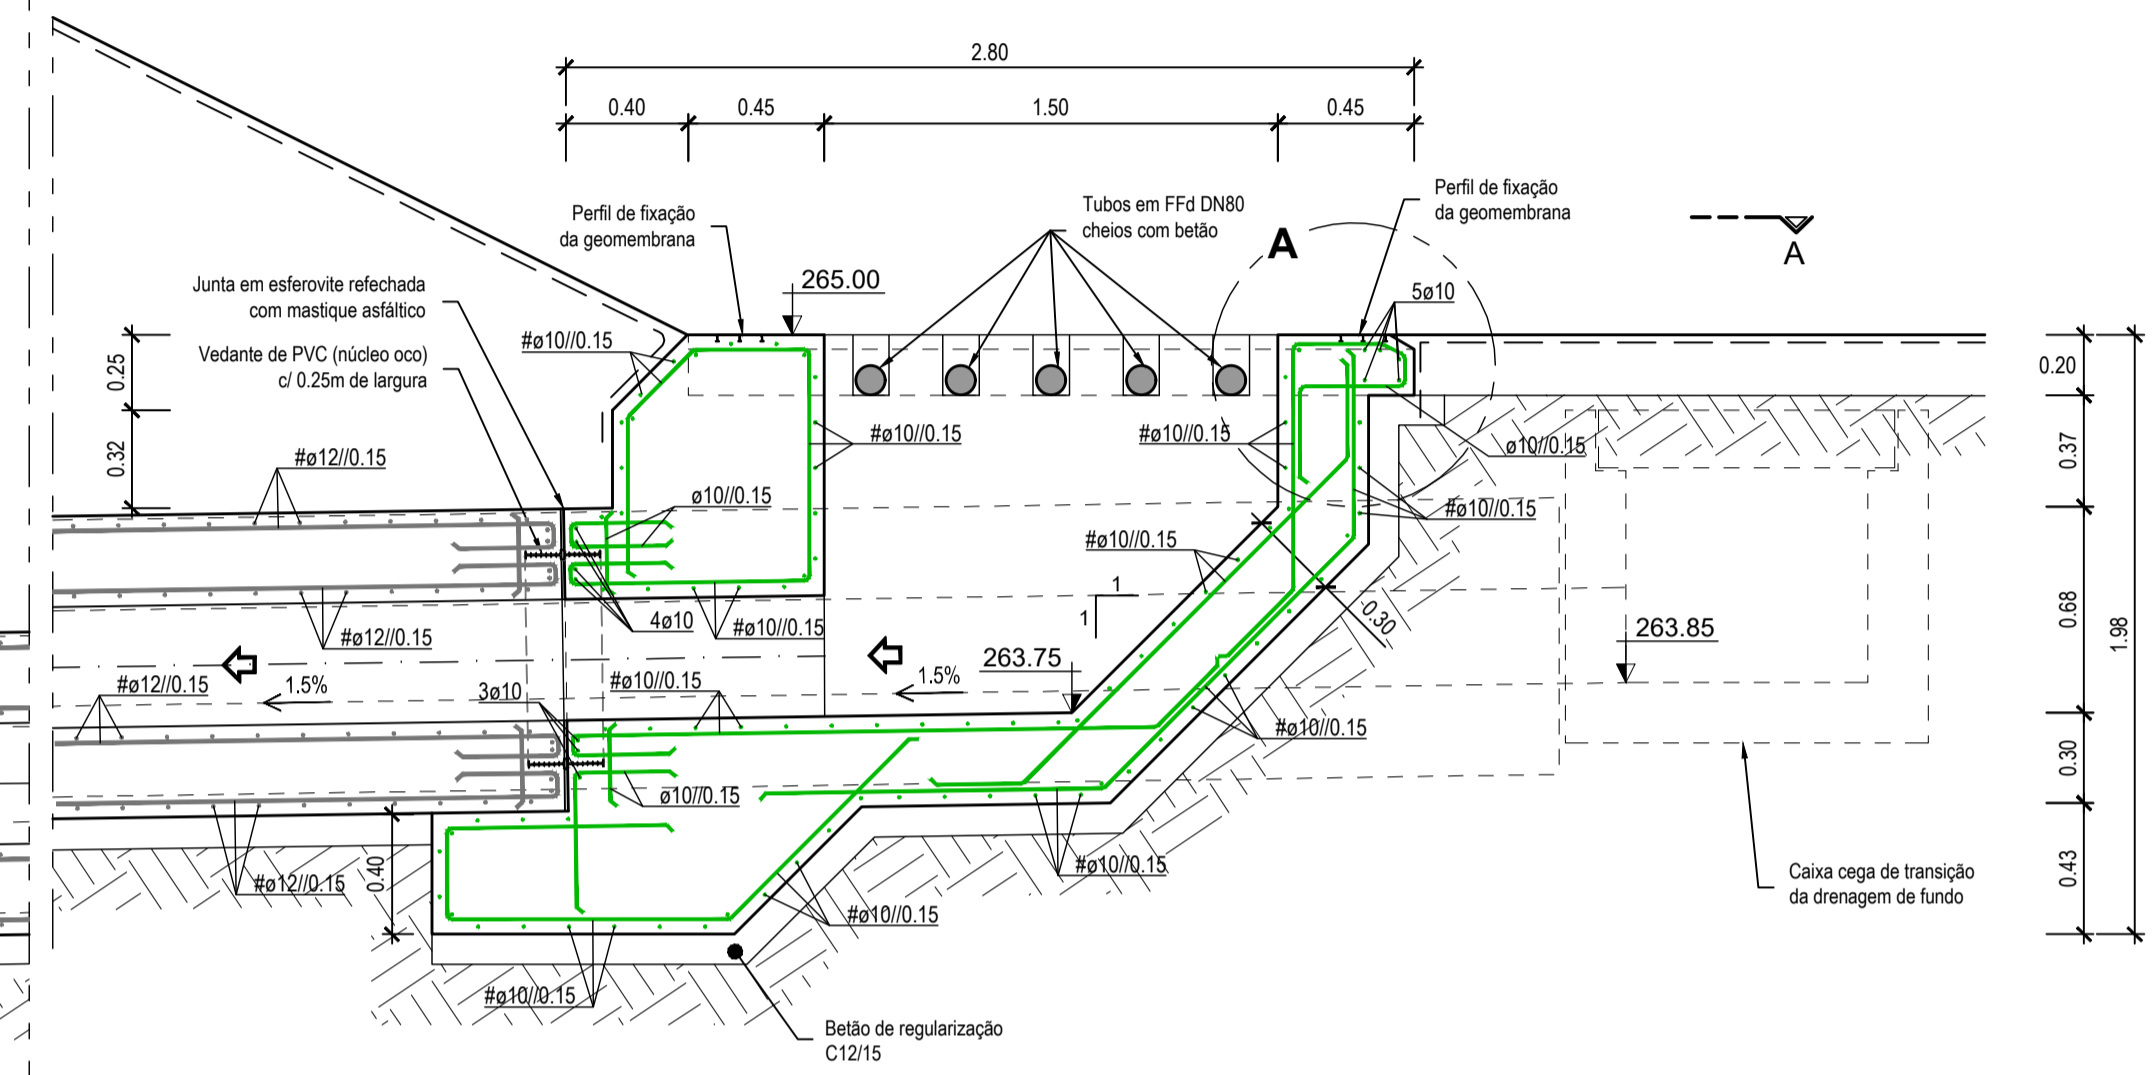 2.80
0.40
0.45
1.50
0.45
Perfil de fixação
da geomembrana
Tubos em FFd DN80
cheios com betão
Perfil de fixação
da geomembrana
A
A
Junta em esferovite refechada
com mastique asfáltico
265.00
5ø10
#ø10//0.15
Vedante de PVC (núcleo oco)
c/ 0.25m de largura
0.25
0.20
#ø10//0.15
#ø10//0.15
ø10//0.15
0.32
0.37
#ø12//0.15
ø10//0.15
#ø10//0.15
#ø10//0.15
1
1
0.30
4ø10
#ø10//0.15
#ø12//0.15
263.85
0.68
1.98
263.75
#ø12//0.15
1.5%
3ø10
#ø10//0.15
1.5%
#ø10//0.15
0.30
ø10//0.15
0.40
#ø12//0.15
#ø10//0.15
0.43
Caixa cega de transição
da drenagem de fundo
#ø10//0.15
#ø10//0.15
Betão de regularização
C12/15